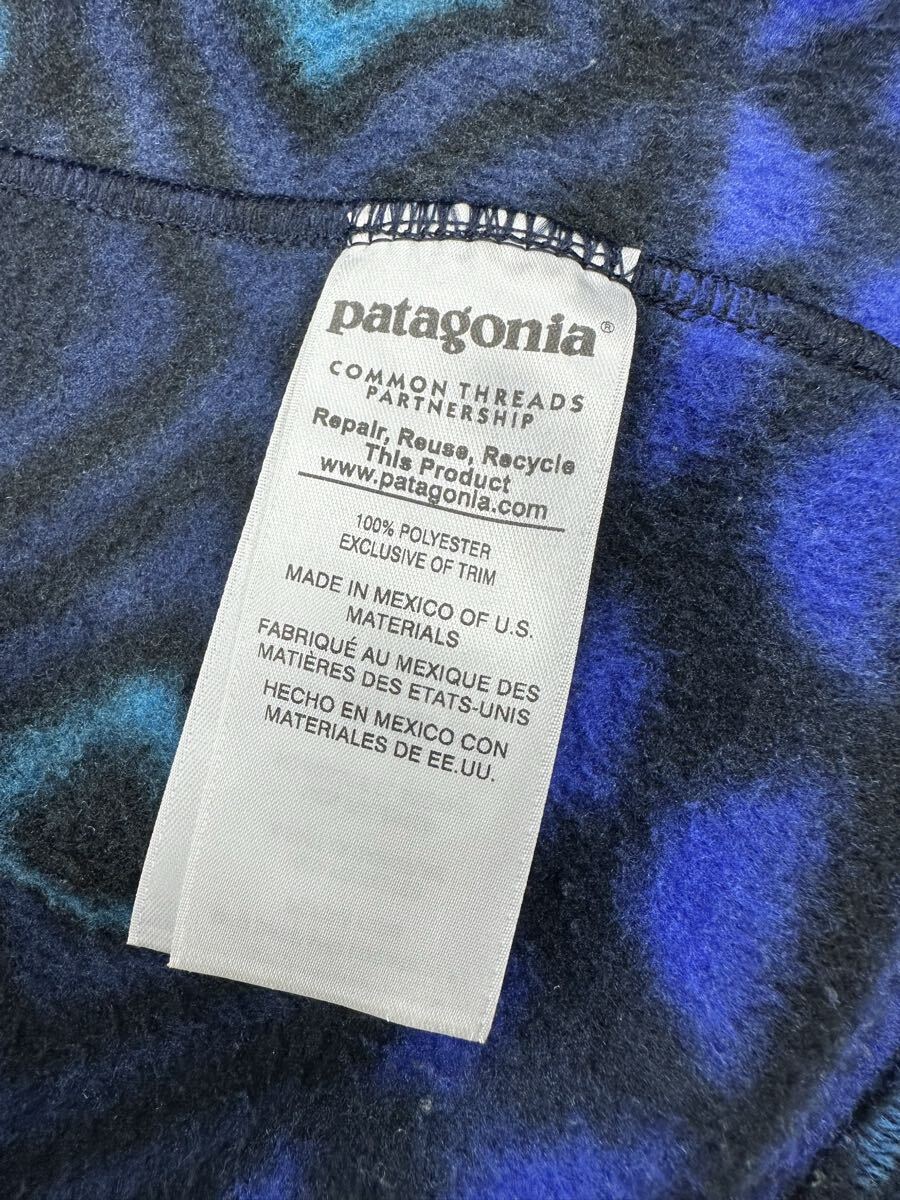 patagonia®
COMMON THREADS
PARTNERSHIP
Repair, Reuse, Recycle
This Product
www.patagonia.com
100% POLYESTER
EXCLUSIVE OF TRIM
MADE IN MEXICO OF U.S.
MATERIALS
FABRIQUÉ AU MEXIQUE DES
MATIÈRES DES ETATS-UNIS
HECHO EN MEXICO CON
MATERIALES DE EE.UU.